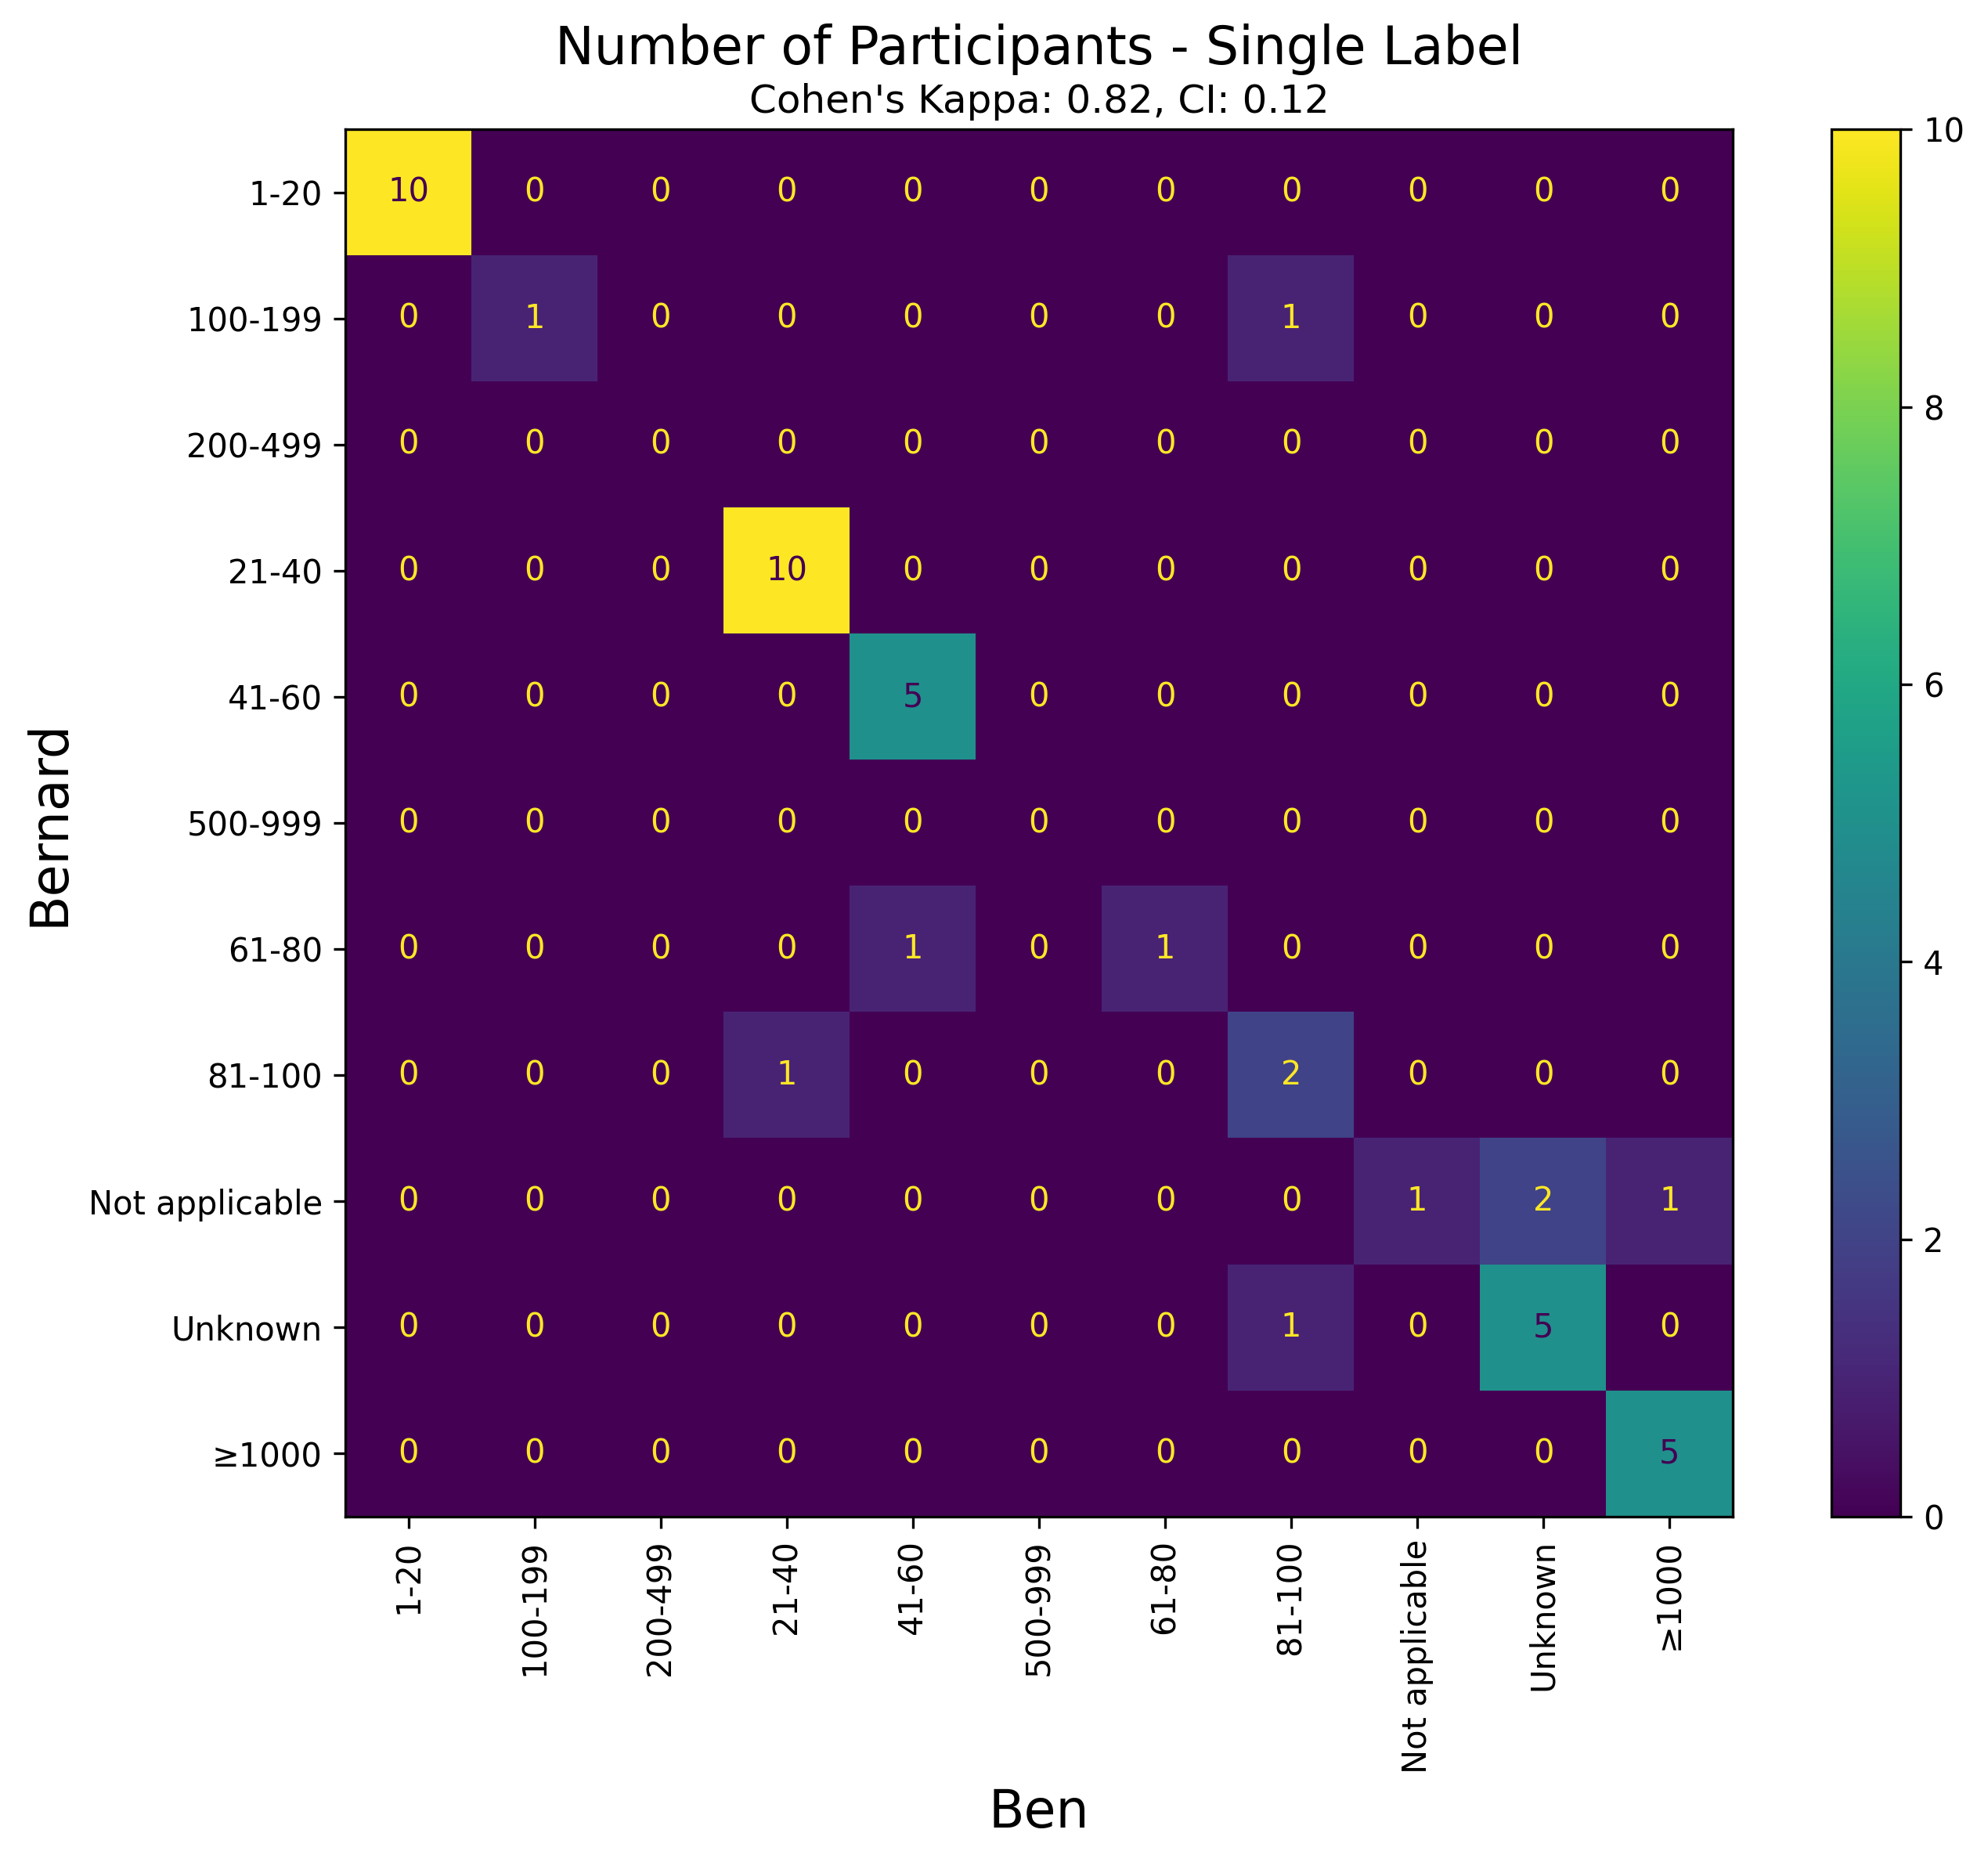 Number of Participants - Single Label
Cohen's Kappa: 0.82, CI: 0.12
1-20 10 0 0 0 0 0 0 0 0 0 0
100-199 0 1 0 0 0 0 0 1 0 0 0
200-499 0 0 0 0 0 0 0 0 0 0 0
21-40 0 0 0 10 0 0 0 0 0 0 0
41-60 0 0 0 0 5 0 0 0 0 0 0
500-999 0 0 0 0 0 0 0 0 0 0 0
61-80 0 0 0 0 1 0 1 0 0 0 0
81-100 0 0 0 1 0 0 0 2 0 0 0
Not applicable 0 0 0 0 0 0 0 0 1 2 1
Unknown 0 0 0 0 0 0 0 1 0 5 0
≥1000 0 0 0 0 0 0 0 0 0 0 5
Bernard
1-20
100-199
200-499
21-40
41-60
500-999
61-80
81-100
Not applicable
Unknown
≥1000
Ben
10
8
6
4
2
0